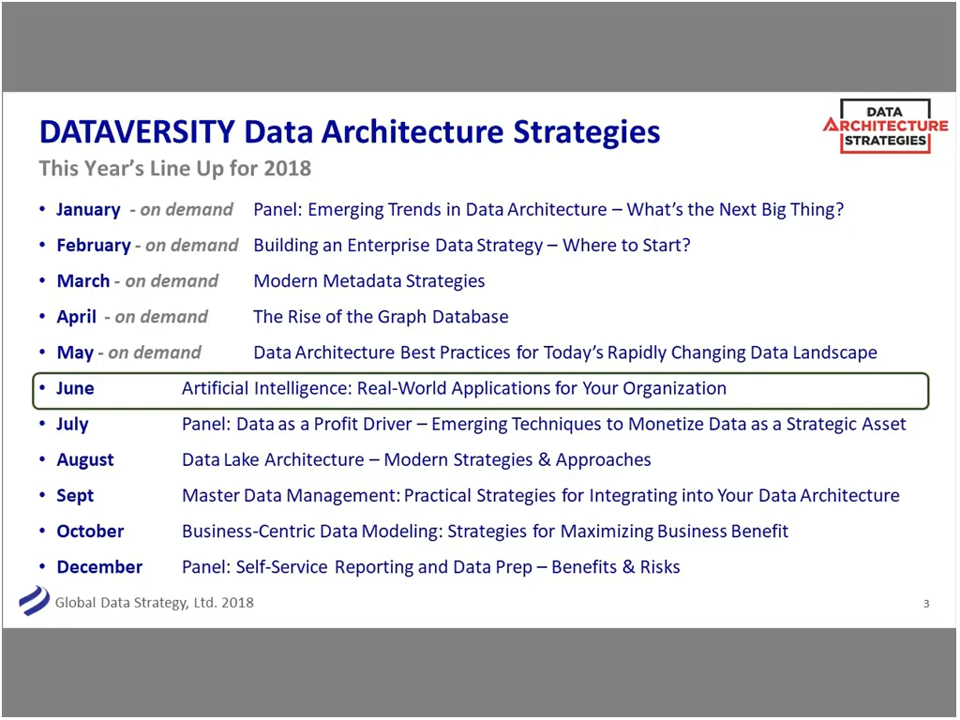 DATAVERSITY Data Architecture Strategies
DATA
ARCHITECTURE
STRATEGIES
This Year's Line Up for 2018
• January - on demand Panel: Emerging Trends in Data Architecture – What's the Next Big Thing?
• February - on demand Building an Enterprise Data Strategy – Where to Start?
• March - on demand Modern Metadata Strategies
• April - on demand The Rise of the Graph Database
• May - on demand Data Architecture Best Practices for Today's Rapidly Changing Data Landscape
• June Artificial Intelligence: Real-World Applications for Your Organization
• July Panel: Data as a Profit Driver – Emerging Techniques to Monetize Data as a Strategic Asset
• August Data Lake Architecture – Modern Strategies & Approaches
• Sept Master Data Management: Practical Strategies for Integrating into Your Data Architecture
• October Business-Centric Data Modeling: Strategies for Maximizing Business Benefit
• December Panel: Self-Service Reporting and Data Prep – Benefits & Risks
Global Data Strategy, Ltd. 2018
3